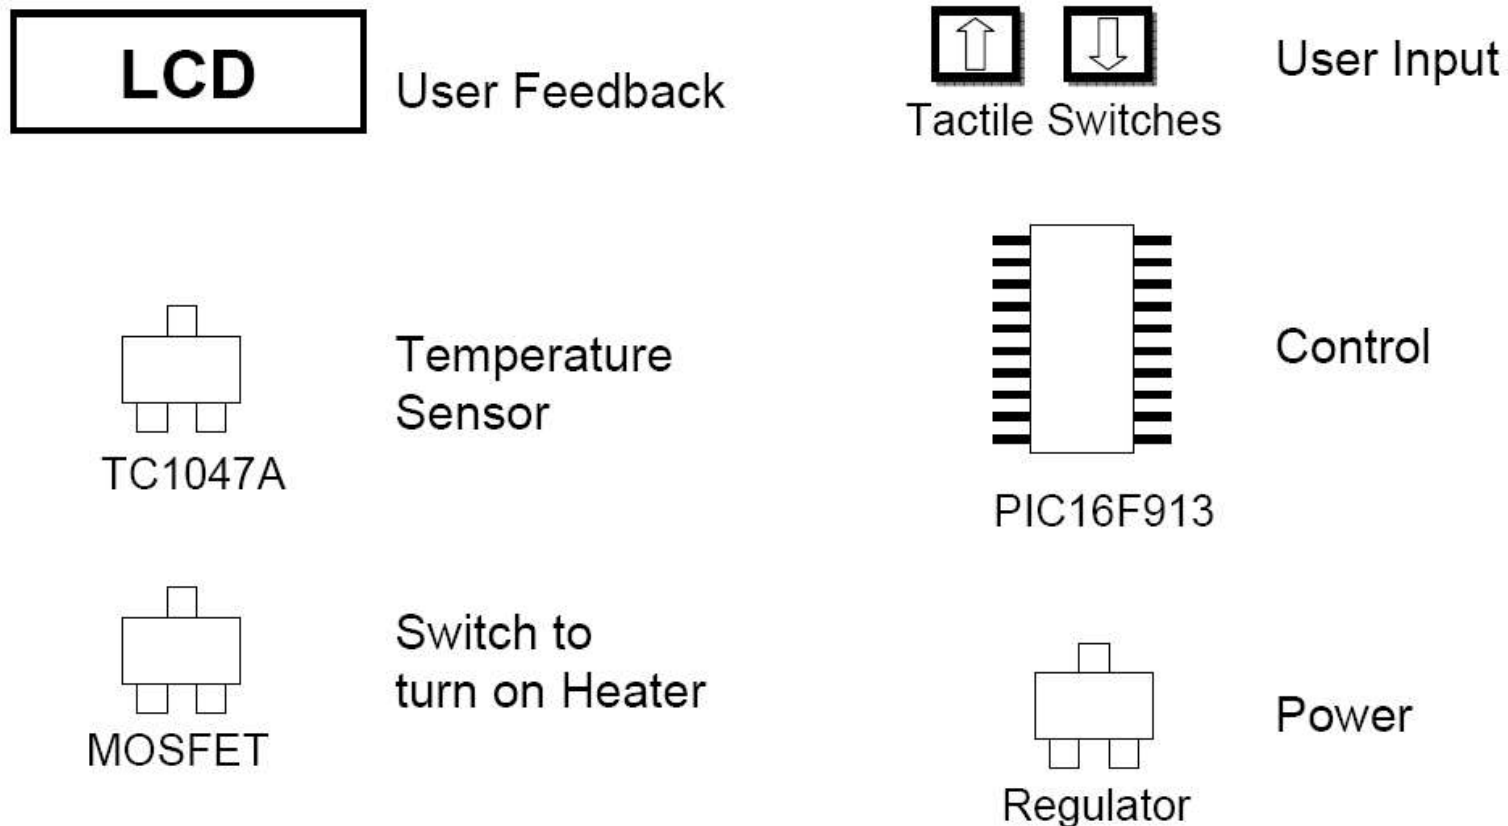 LCD
User Feedback
User Input
Tactile Switches
Temperature
Sensor
TC1047A
Control
PIC16F913
Switch to
turn on Heater
MOSFET
Power
Regulator